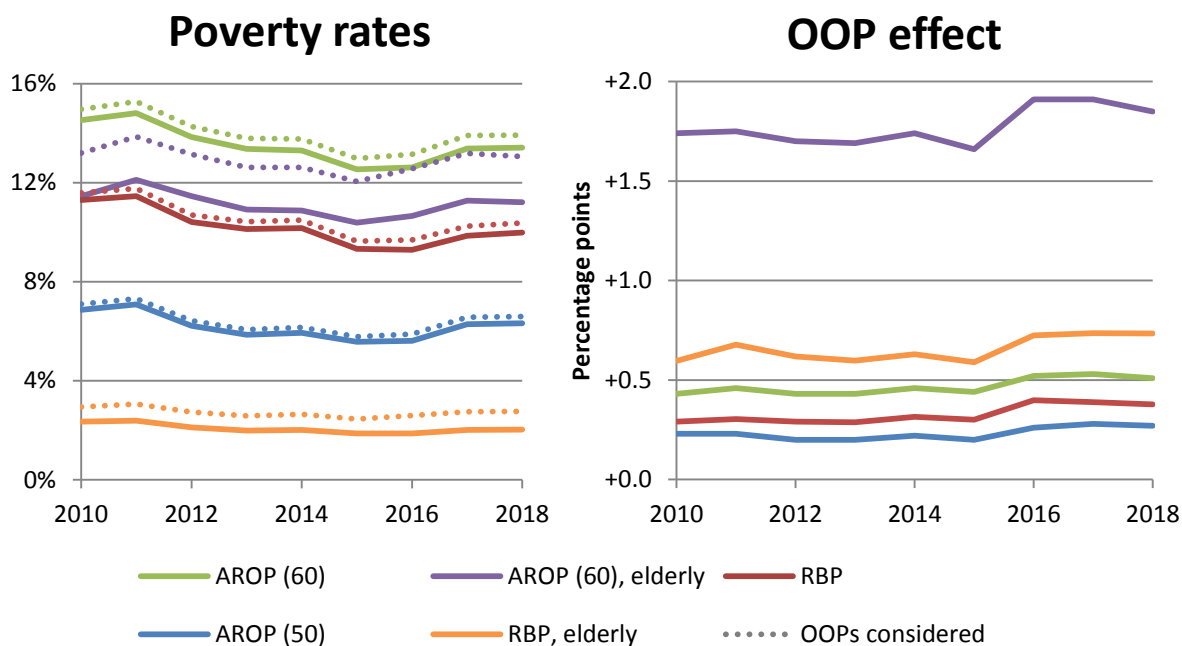 Poverty rates
16%
12%
8%
4%
0%
2010 2012 2014 2016 2018
OOP effect
Percentage points
+2.0
+1.5
+1.0
+0.5
+0.0
2010 2012 2014 2016 2018
AROP (60) AROP (60), elderly RBP
AROP (50) RBP, elderly OOPs considered